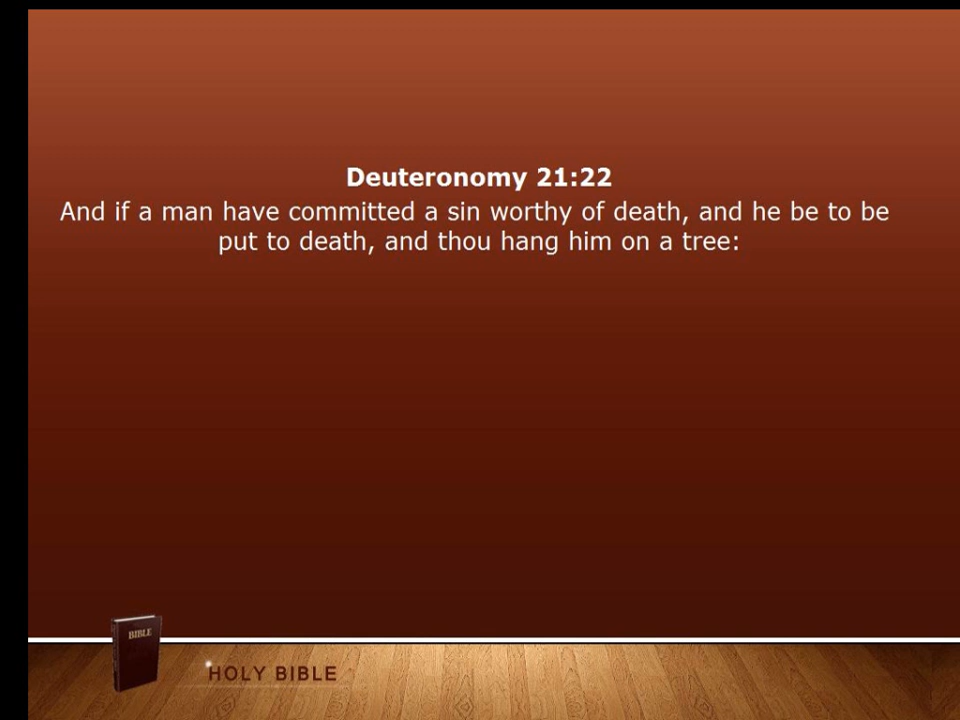 Deuteronomy 21:22
And if a man have committed a sin worthy of death, and he be to be
put to death, and thou hang him on a tree:
BIBLE
HOLY BIBLE